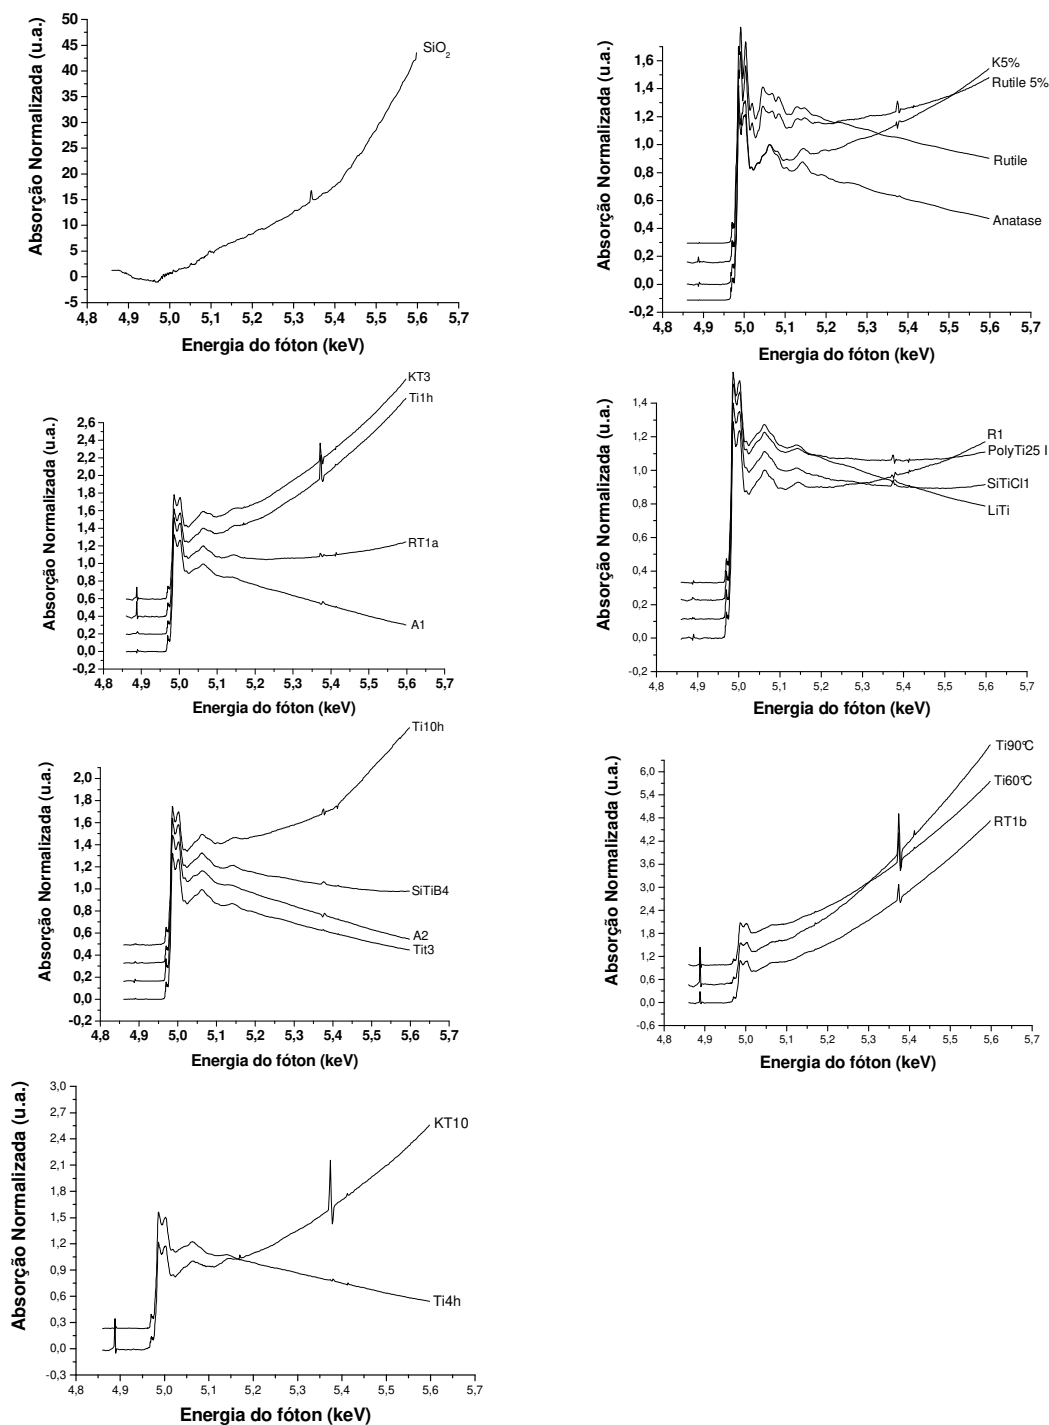 Absorção Normalizada (u.a.)
50
45
40
35
30
25
20
15
10
5
0
-5
SiO2
4,8 4,9 5,0 5,1 5,2 5,3 5,4 5,5 5,6 5,7
Energia do fóton (keV)
Absorção Normalizada (u.a.)
1,6
1,4
1,2
1,0
0,8
0,6
0,4
0,2
0,0
-0,2
K5%
Rutile 5%
Rutile
Anatase
4,8 4,9 5,0 5,1 5,2 5,3 5,4 5,5 5,6 5,7
Energia do fóton (keV)
Absorção Normalizada (u.a.)
2,6
2,4
2,2
2,0
1,8
1,6
1,4
1,2
1,0
0,8
0,6
0,4
0,2
0,0
-0,2
KT3
Ti1h
RT1a
A1
4,8 4,9 5,0 5,1 5,2 5,3 5,4 5,5 5,6 5,7
Energia do fóton (keV)
Absorção Normalizada (u.a.)
1,4
1,2
1,0
0,8
0,6
0,4
0,2
0,0
-0,2
R1
PolyTi25 I
SiTiCl1
LiTi
4,8 4,9 5,0 5,1 5,2 5,3 5,4 5,5 5,6 5,7
Energia do fóton (keV)
Absorção Normalizada (u.a.)
2,0
1,8
1,6
1,4
1,2
1,0
0,8
0,6
0,4
0,2
0,0
-0,2
Ti10h
SiTiB4
A2
Tit3
4,8 4,9 5,0 5,1 5,2 5,3 5,4 5,5 5,6 5,7
Energia do fóton (keV)
Absorção Normalizada (u.a.)
6,0
5,4
4,8
4,2
3,6
3,0
2,4
1,8
1,2
0,6
0,0
-0,6
Ti90°C
Ti60°C
RT1b
4,8 4,9 5,0 5,1 5,2 5,3 5,4 5,5 5,6 5,7
Energia do fóton (keV)
Absorção Normalizada (u.a.)
3,0
2,7
2,4
2,1
1,8
1,5
1,2
0,9
0,6
0,3
0,0
-0,3
KT10
Ti4h
4,8 4,9 5,0 5,1 5,2 5,3 5,4 5,5 5,6 5,7
Energia do fóton (keV)